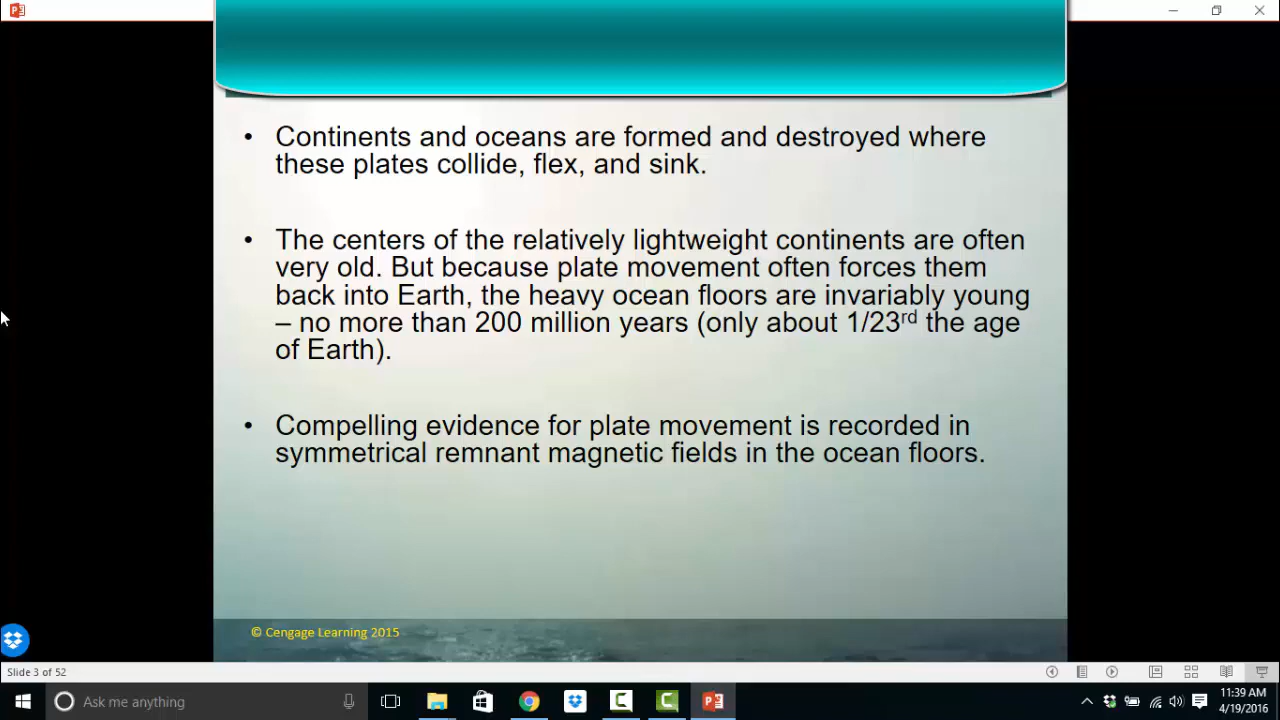 • Continents and oceans are formed and destroyed where
these plates collide, flex, and sink.
• The centers of the relatively lightweight continents are often
very old. But because plate movement often forces them
back into Earth, the heavy ocean floors are invariably young
– no more than 200 million years (only about 1/23rd the age
of Earth).
• Compelling evidence for plate movement is recorded in
symmetrical remnant magnetic fields in the ocean floors.
© Cengage Learning 2015
Slide 3 of 52
Ask me anything
11:39 AM
4/19/2016